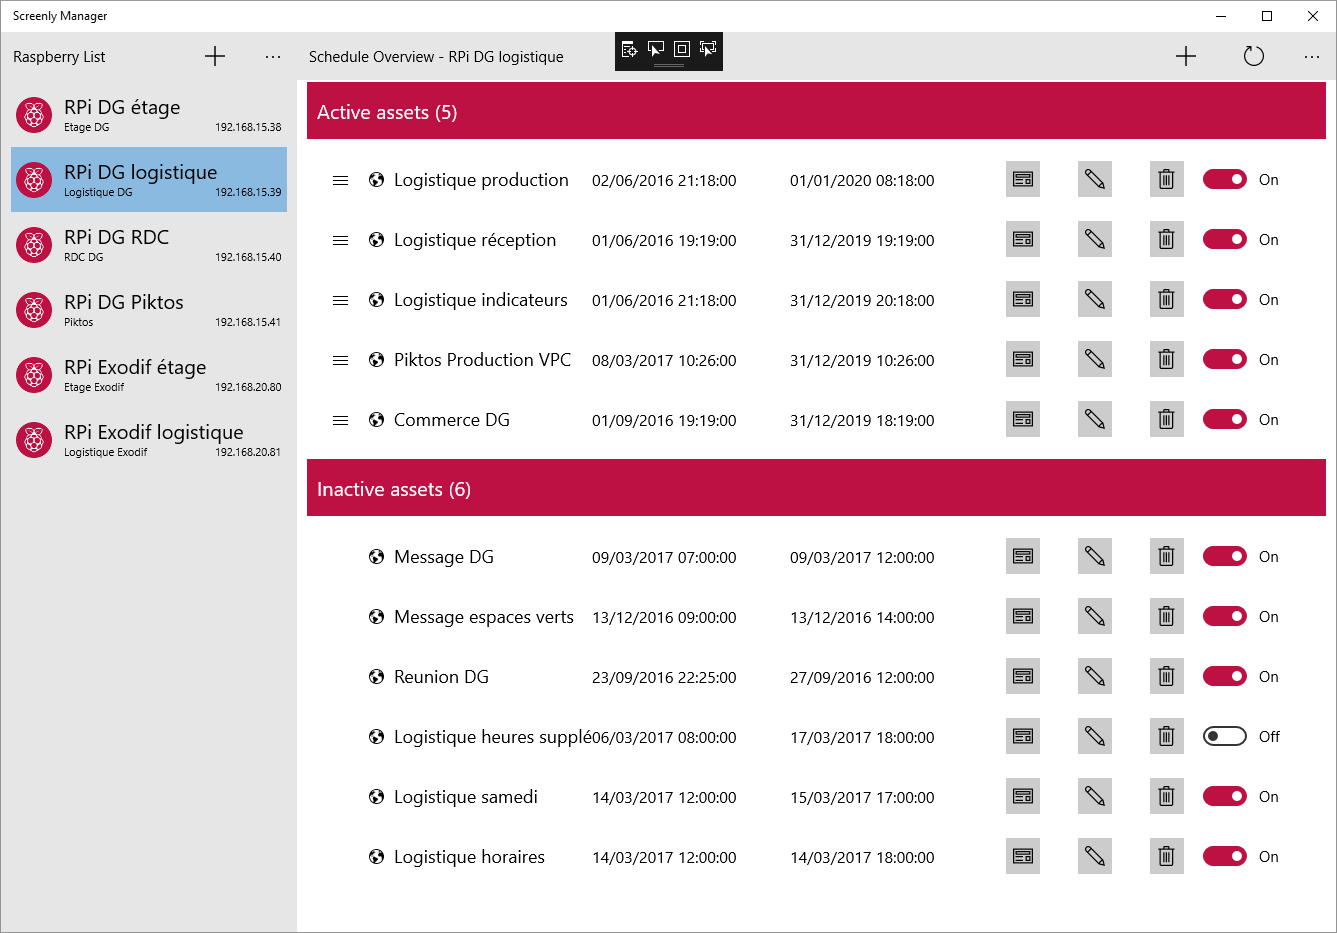 Screenly Manager
Raspberry List
Schedule Overview - RPi DG logistique
RPi DG étage
Etage DG 192.168.15.38
RPi DG logistique
Logistique DG 192.168.15.39
RPi DG RDC
RDC DG 192.168.15.40
RPi DG Piktos
Piktos 192.168.15.41
RPi Exodif étage
Etage Exodif 192.168.20.80
RPi Exodif logistique
Logistique Exodif 192.168.20.81
Active assets (5)
Logistique production 02/06/2016 21:18:00 01/01/2020 08:18:00 On
Logistique réception 01/06/2016 19:19:00 31/12/2019 19:19:00 On
Logistique indicateurs 01/06/2016 21:18:00 31/12/2019 20:18:00 On
Piktos Production VPC 08/03/2017 10:26:00 31/12/2019 10:26:00 On
Commerce DG 01/09/2016 19:19:00 31/12/2019 18:19:00 On
Inactive assets (6)
Message DG 09/03/2017 07:00:00 09/03/2017 12:00:00 On
Message espaces verts 13/12/2016 09:00:00 13/12/2016 14:00:00 On
Reunion DG 23/09/2016 22:25:00 27/09/2016 12:00:00 On
Logistique heures supplé 06/03/2017 08:00:00 17/03/2017 18:00:00 Off
Logistique samedi 14/03/2017 12:00:00 15/03/2017 17:00:00 On
Logistique horaires 14/03/2017 12:00:00 14/03/2017 18:00:00 On